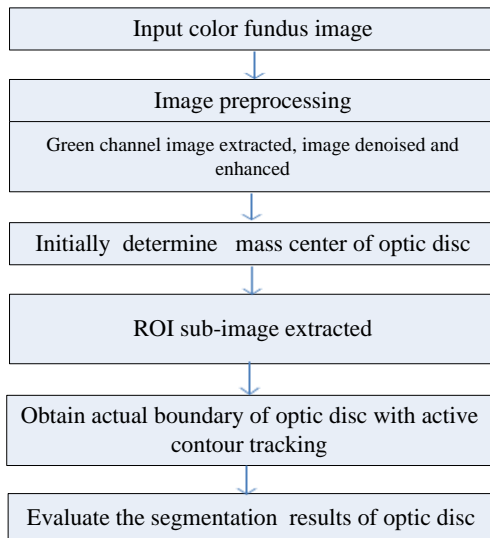 Input color fundus image
Image preprocessing
Green channel image extracted, image denoised and
enhanced
Initially determine mass center of optic disc
ROI sub-image extracted
Obtain actual boundary of optic disc with active
contour tracking
Evaluate the segmentation results of optic disc